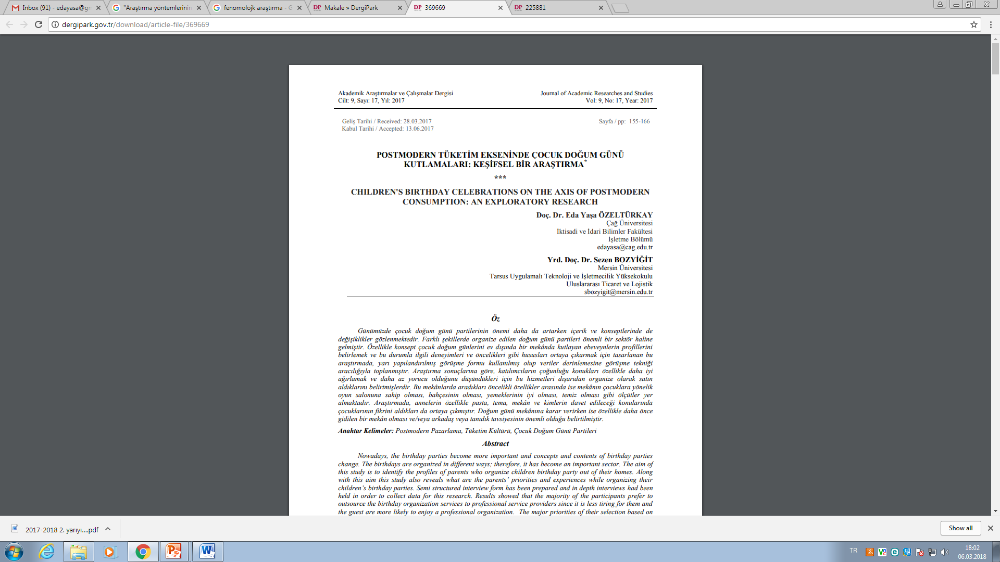 Inbox (91) - edayasa@gm
"Araştırma yöntemlerinin
fenomolojk araştırma - G
DP Makale » DergiPark
DP 369669
DP 225881
dergipark.gov.tr/download/article-file/369669
Akademik Araştırmalar ve Çalışmalar Dergisi
Cilt: 9, Sayı: 17, Yıl: 2017
Journal of Academic Researches and Studies
Vol: 9, No: 17, Year: 2017
Geliş Tarihi / Received: 28.03.2017
Kabul Tarihi / Accepted: 13.06.2017
Sayfa / pp: 155-166
POSTMODERN TÜKETİM EKSENİNDE ÇOCUK DOĞUM GÜNÜ
KUTLAMALARI: KEŞİFSEL BİR ARAŞTIRMA*
***
CHILDREN'S BIRTHDAY CELEBRATIONS ON THE AXIS OF POSTMODERN
CONSUMPTION: AN EXPLORATORY RESEARCH
Doç. Dr. Eda Yaşa ÖZELTÜRKAY
Çağ Üniversitesi
İktisadi ve İdari Bilimler Fakültesi
İşletme Bölümü
edayasa@cag.edu.tr
Yrd. Doç. Dr. Sezen BOZYİĞİT
Mersin Üniversitesi
Tarsus Uygulamalı Teknoloji ve İşletmecilik Yüksekokulu
Uluslararası Ticaret ve Lojistik
sbozyigit@mersin.edu.tr
Öz
Günümüzde çocuk doğum günü partilerinin önemi daha da artarken içerik ve konseptlerinde de
değişiklikler gözlenmektedir. Farklı şekillerde organize edilen doğum günü partileri önemli bir sektör haline
gelmiştir. Özellikle konsept çocuk doğum günlerini ev dışında bir mekânda kutlayan ebeveynlerin profillerini
belirlemek ve bu durumla ilgili deneyimleri ve öncelikleri gibi hususları ortaya çıkarmak için tasarlanan bu
araştırmada, yarı yapılandırılmış görüşme formu kullanılmış olup veriler derinlemesine görüşme tekniği
aracılığıyla toplanmıştır. Araştırma sonuçlarına göre, katılımcıların çoğunluğu konukları özellikle daha iyi
ağırlamak ve daha az yorucu olduğunu düşündükleri için bu hizmetleri dışarıdan organize olarak satın
aldıklarını belirtmişlerdir. Bu mekânlarda aradıkları öncelikli özellikler arasında ise mekânın çocuklara yönelik
oyun salonuna sahip olması, bahçesinin olması, yemeklerinin iyi olması, temiz olması gibi ölçütler yer
almaktadır. Araştırmada, annelerin özellikle pasta, tema, mekân ve kimlerin davet edileceği konularında
çocuklarının fikrini aldıkları da ortaya çıkmıştır. Doğum günü mekânına karar verirken ise özellikle daha önce
gidilen bir mekân olması ve/veya arkadaş veya tanıdık tavsiyesinin önemli olduğu belirtilmiştir.
Anahtar Kelimeler: Postmodern Pazarlama, Tüketim Kültürü, Çocuk Doğum Günü Partileri
Abstract
Nowadays, the birthday parties become more important and concepts and contents of birthday parties
change. The birthdays are organized in different ways; therefore, it has become an important sector. The aim of
this study is to identify the profiles of parents who organize children birthday party out of their homes. Along
with this aim this study also reveals what are the parents' priorities and experiences while organizing their
children's birthday parties. Semi structured interview form has been prepared and in depth interviews had been
held in order to collect data for this research. Results showed that the majority of the participants prefer to
outsource the birthday organization services to professional service providers since it is less tiring for them and
the guest are more likely to enjoy a professional organization. The major priorities of their selection based on
2017-2018 2. yarıyı....pdf
Show all
TR
18:02
06.03.2018